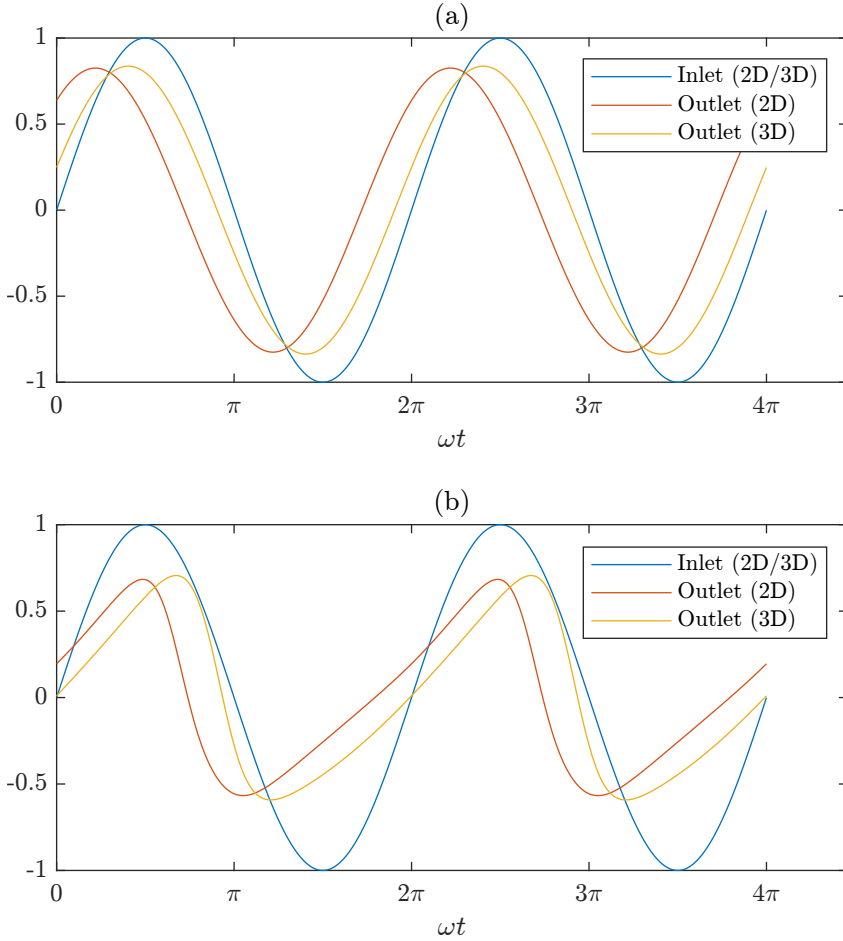 (a)
1
0.5
0
-0.5
-1
Inlet (2D/3D)
Outlet (2D)
Outlet (3D)
0 π 2π 3π 4π
ωt
(b)
1
0.5
0
-0.5
-1
Inlet (2D/3D)
Outlet (2D)
Outlet (3D)
0 π 2π 3π 4π
ωt